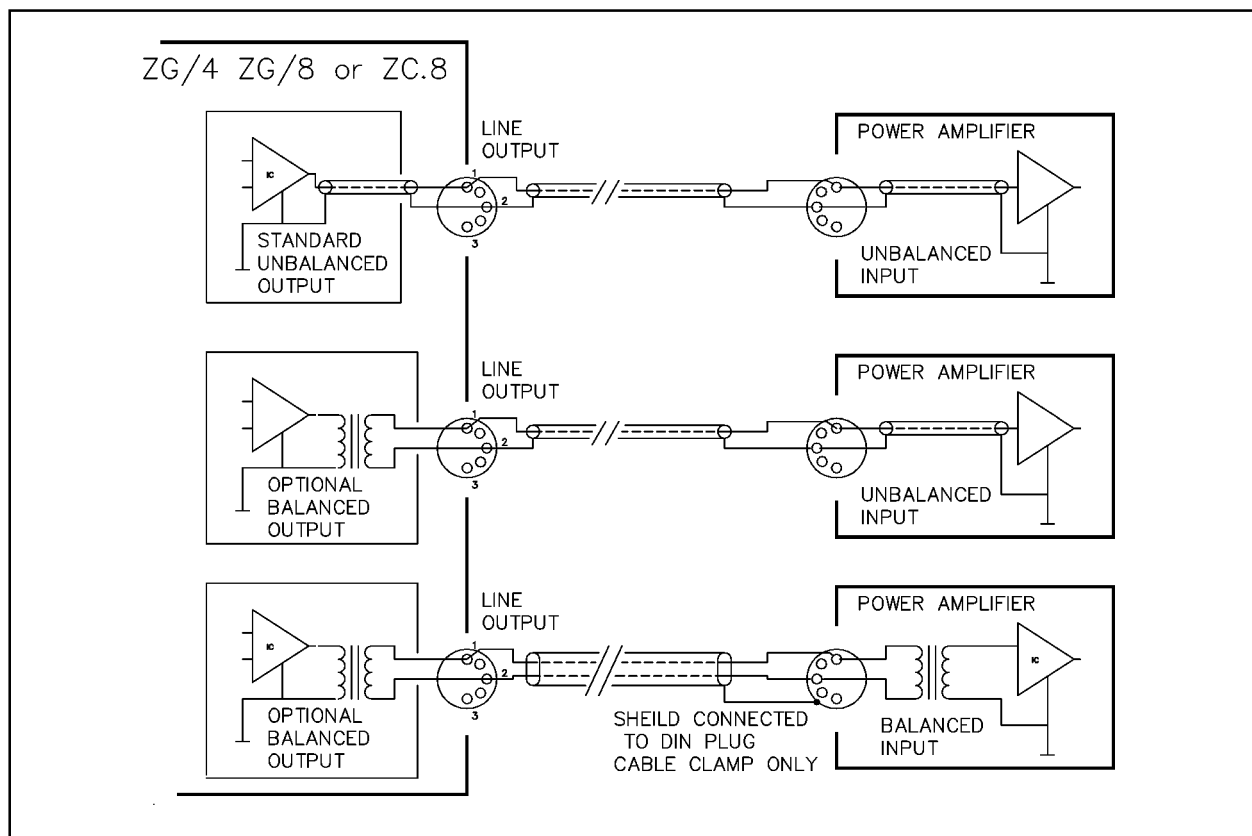 ZG/4 ZG/8 or ZC.8
LINE
OUTPUT
POWER AMPLIFIER
IC
1
2
3
STANDARD
UNBALANCED
OUTPUT
UNBALANCED
INPUT
LINE
OUTPUT
POWER AMPLIFIER
1
2
3
OPTIONAL
BALANCED
OUTPUT
UNBALANCED
INPUT
LINE
OUTPUT
POWER AMPLIFIER
IC
1
2
3
IC
OPTIONAL
BALANCED
OUTPUT
SHEILD CONNECTED
TO DIN PLUG
CABLE CLAMP ONLY
BALANCED
INPUT